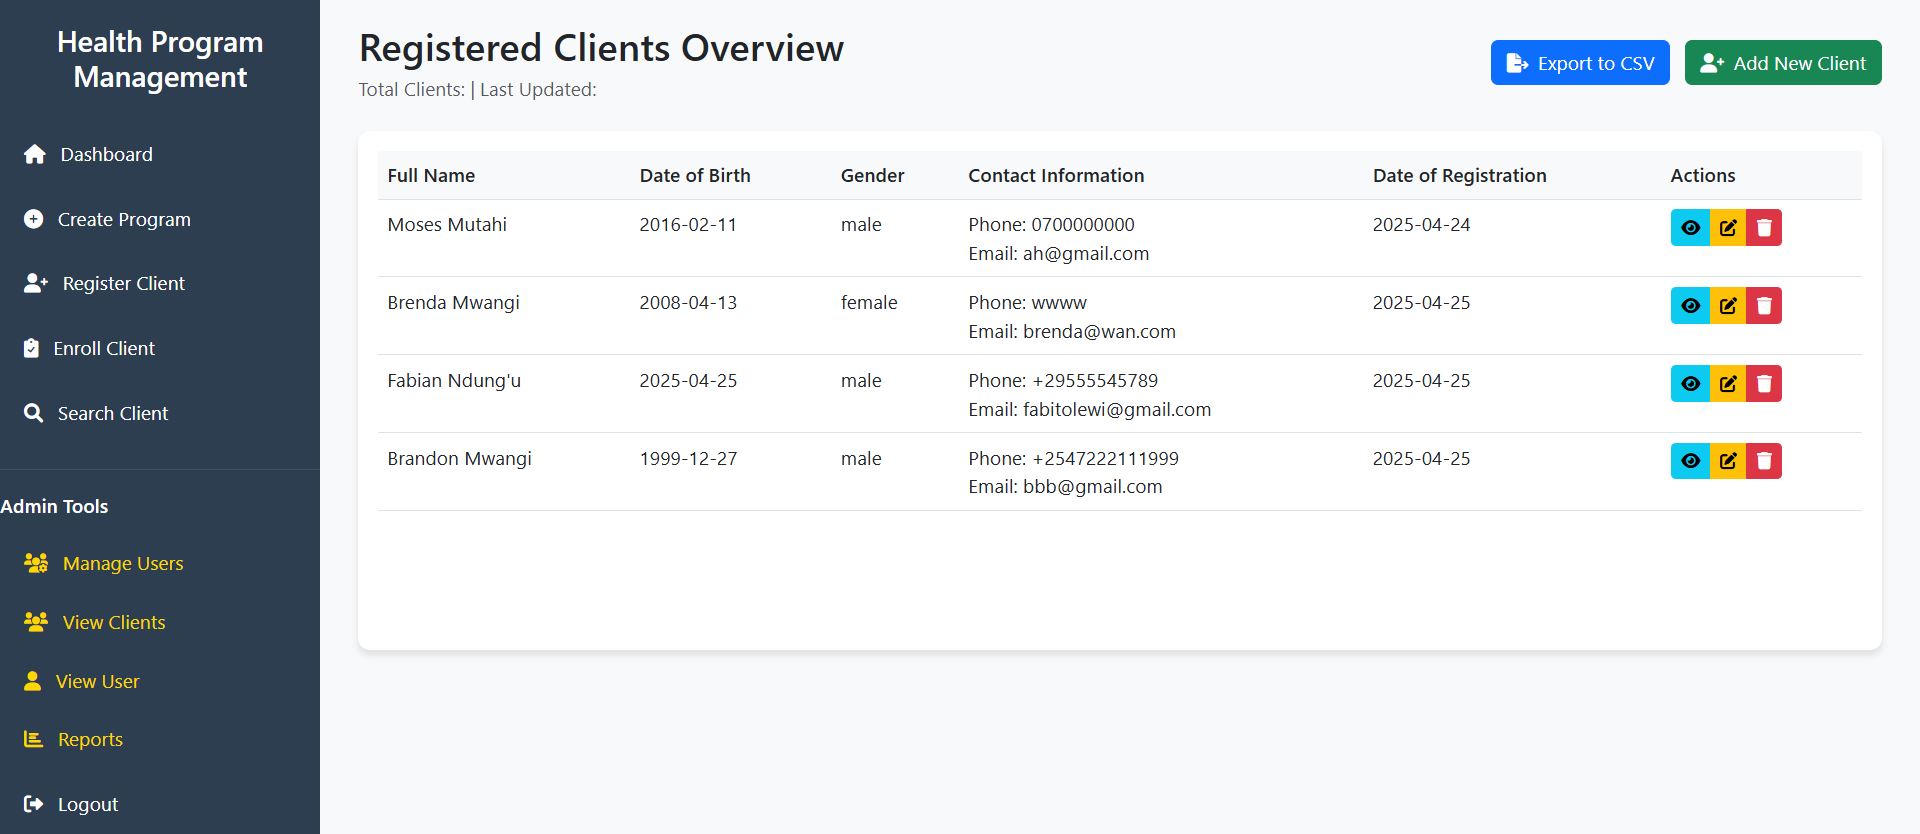 Health Program
Management
Dashboard
Create Program
Register Client
Enroll Client
Search Client
Admin Tools
Manage Users
View Clients
View User
Reports
Logout
Registered Clients Overview
Total Clients: | Last Updated:
Export to CSV
Add New Client
Full Name Date of Birth Gender Contact Information Date of Registration Actions
Moses Mutahi 2016-02-11 male Phone: 0700000000 2025-04-24
Email: ah@gmail.com
Brenda Mwangi 2008-04-13 female Phone: wwww 2025-04-25
Email: brenda@wan.com
Fabian Ndung'u 2025-04-25 male Phone: +29555545789 2025-04-25
Email: fabitolewi@gmail.com
Brandon Mwangi 1999-12-27 male Phone: +2547222111999 2025-04-25
Email: bbb@gmail.com